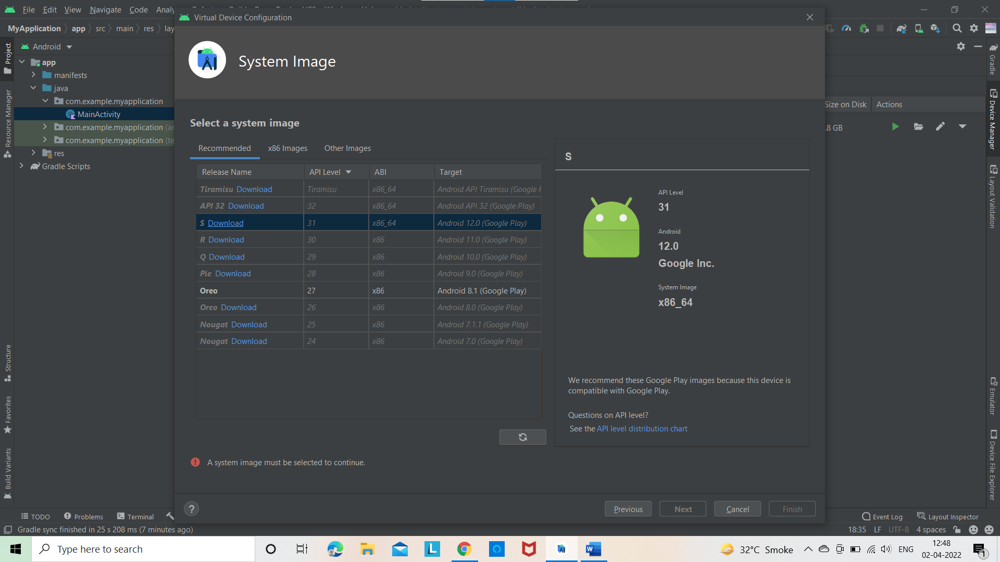 File Edit View Navigate Code Analy
Virtual Device Configuration
MyApplication app src main res lay
Android
app
manifests
java
com.example.myapplication
MainActivity
com.example.myapplication (an
com.example.myapplication (te
res
Gradle Scripts
Project
Resource Manager
Structure
Favorites
Build Variants
System Image
Select a system image
Recommended x86 Images Other Images
Release Name API Level ABI Target
Tiramisu Download Tiramisu x86_64 Android API Tiramisu (Google P
API 32 Download 32 x86_64 Android API 32 (Google Play)
S Download 31 x86_64 Android 12.0 (Google Play)
R Download 30 x86 Android 11.0 (Google Play)
Q Download 29 x86 Android 10.0 (Google Play)
Pie Download 28 x86 Android 9.0 (Google Play)
Oreo 27 x86 Android 8.1 (Google Play)
Oreo Download 26 x86 Android 8.0 (Google Play)
Nougat Download 25 x86 Android 7.1.1 (Google Play)
Nougat Download 24 x86 Android 7.0 (Google Play)
S
API Level
31
Android
12.0
Google Inc.
System Image
x86_64
We recommend these Google Play images because this device is
compatible with Google Play.
Questions on API level?
See the API level distribution chart
A system image must be selected to continue.
?
Previous Next Cancel Finish
Size on Disk Actions
.8 GB
Gradle
Device Manager
Layout Validation
Emulator
Device File Explorer
TODO Problems Terminal
Event Log Layout Inspector
Gradle sync finished in 25 s 208 ms (7 minutes ago)
18:35 LF UTF-8 4 spaces
Type here to search
32°C Smoke
ENG
12:48
02-04-2022
1